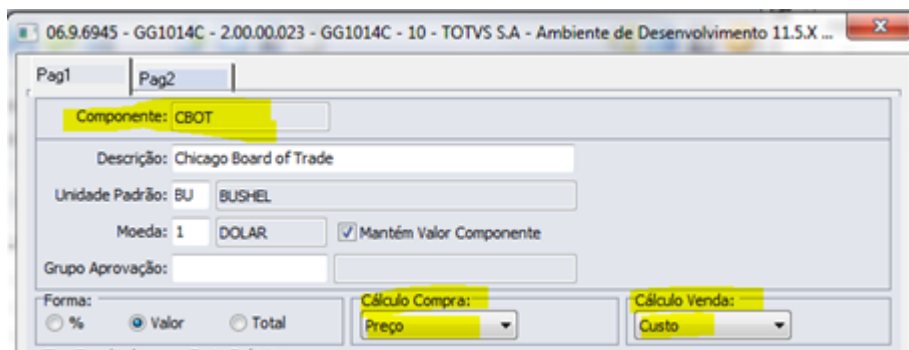 06.9.6945 - GG1014C - 2.00.00.023 - GG1014C - 10 - TOTVS S.A - Ambiente de Desenvolvimento 11.5.X ...
Pag1 Pag2
Componente: CBOT
Descrição: Chicago Board of Trade
Unidade Padrão: BU BUSHEL
Moeda: 1 DOLAR Mantém Valor Componente
Grupo Aprovação:
Forma: Cálculo Compra: Cálculo Venda:
% Valor Total Preço Custo